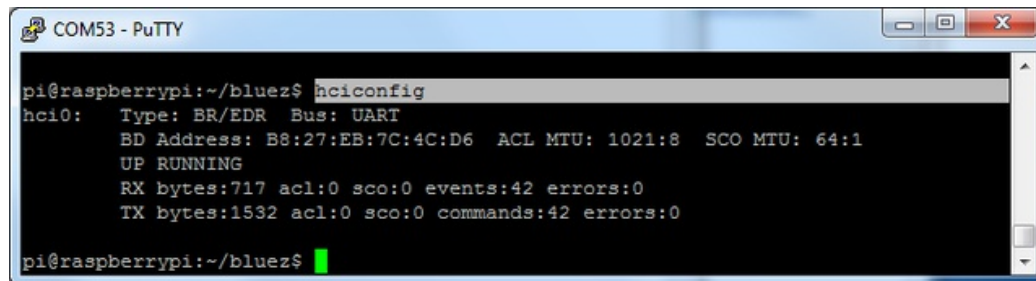 COM53 - PuTTY
pi@raspberrypi:~/bluez$ hciconfig
hci0:   Type: BR/EDR  Bus: UART
        BD Address: B8:27:EB:7C:4C:D6  ACL MTU: 1021:8  SCO MTU: 64:1
        UP RUNNING
        RX bytes:717 acl:0 sco:0 events:42 errors:0
        TX bytes:1532 acl:0 sco:0 commands:42 errors:0
pi@raspberrypi:~/bluez$